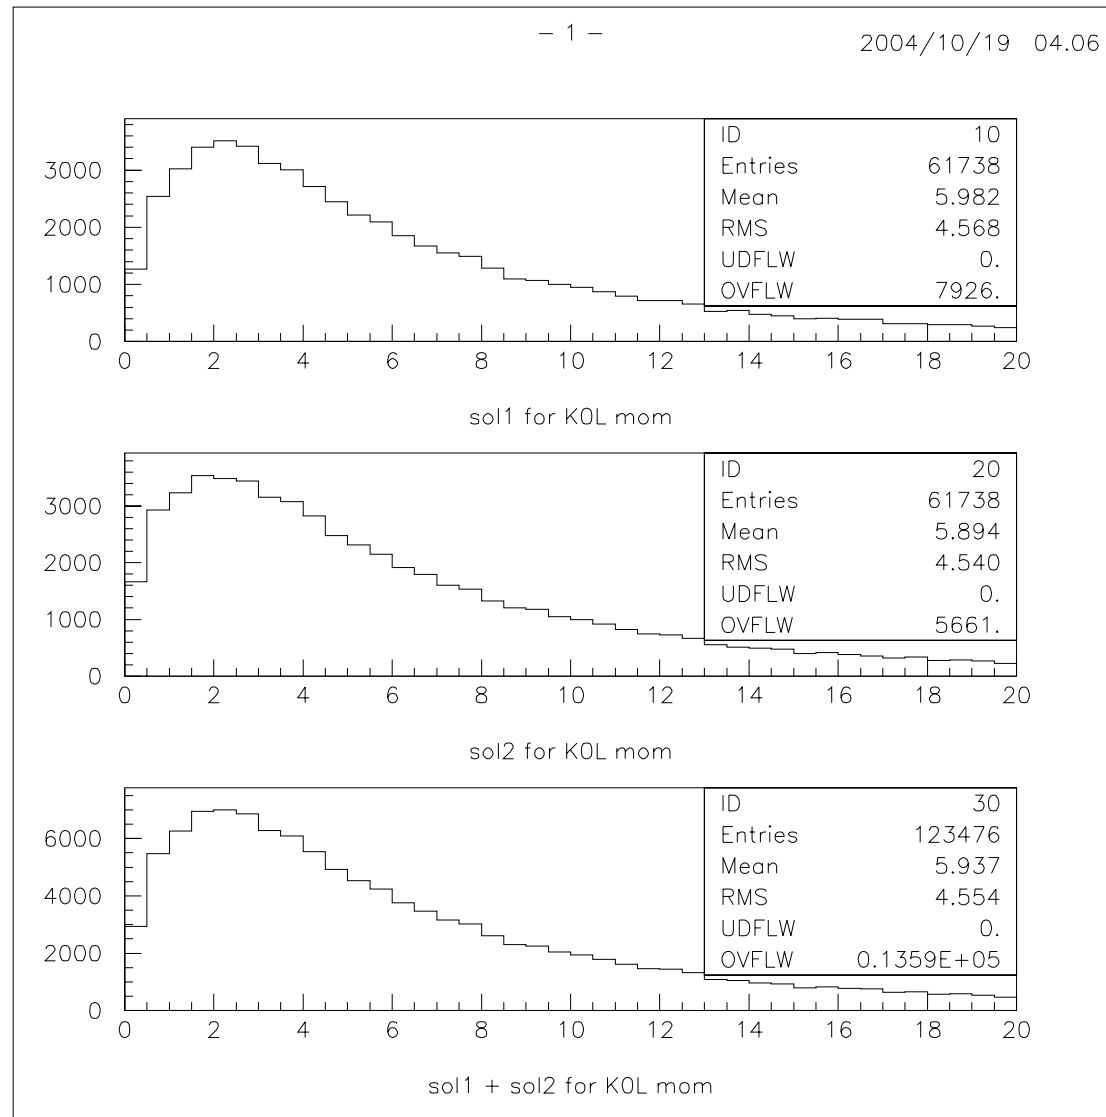 – 1 –
2004/10/19 04.06
ID 10
Entries 61738
Mean 5.982
RMS 4.568
UDFLW 0.
OVFLW 7926.
3000
2000
1000
0
0 2 4 6 8 10 12 14 16 18 20
sol1 for K0L mom
ID 20
Entries 61738
Mean 5.894
RMS 4.540
UDFLW 0.
OVFLW 5661.
3000
2000
1000
0
0 2 4 6 8 10 12 14 16 18 20
sol2 for K0L mom
ID 30
Entries 123476
Mean 5.937
RMS 4.554
UDFLW 0.
OVFLW 0.1359E+05
6000
4000
2000
0
0 2 4 6 8 10 12 14 16 18 20
sol1 + sol2 for K0L mom